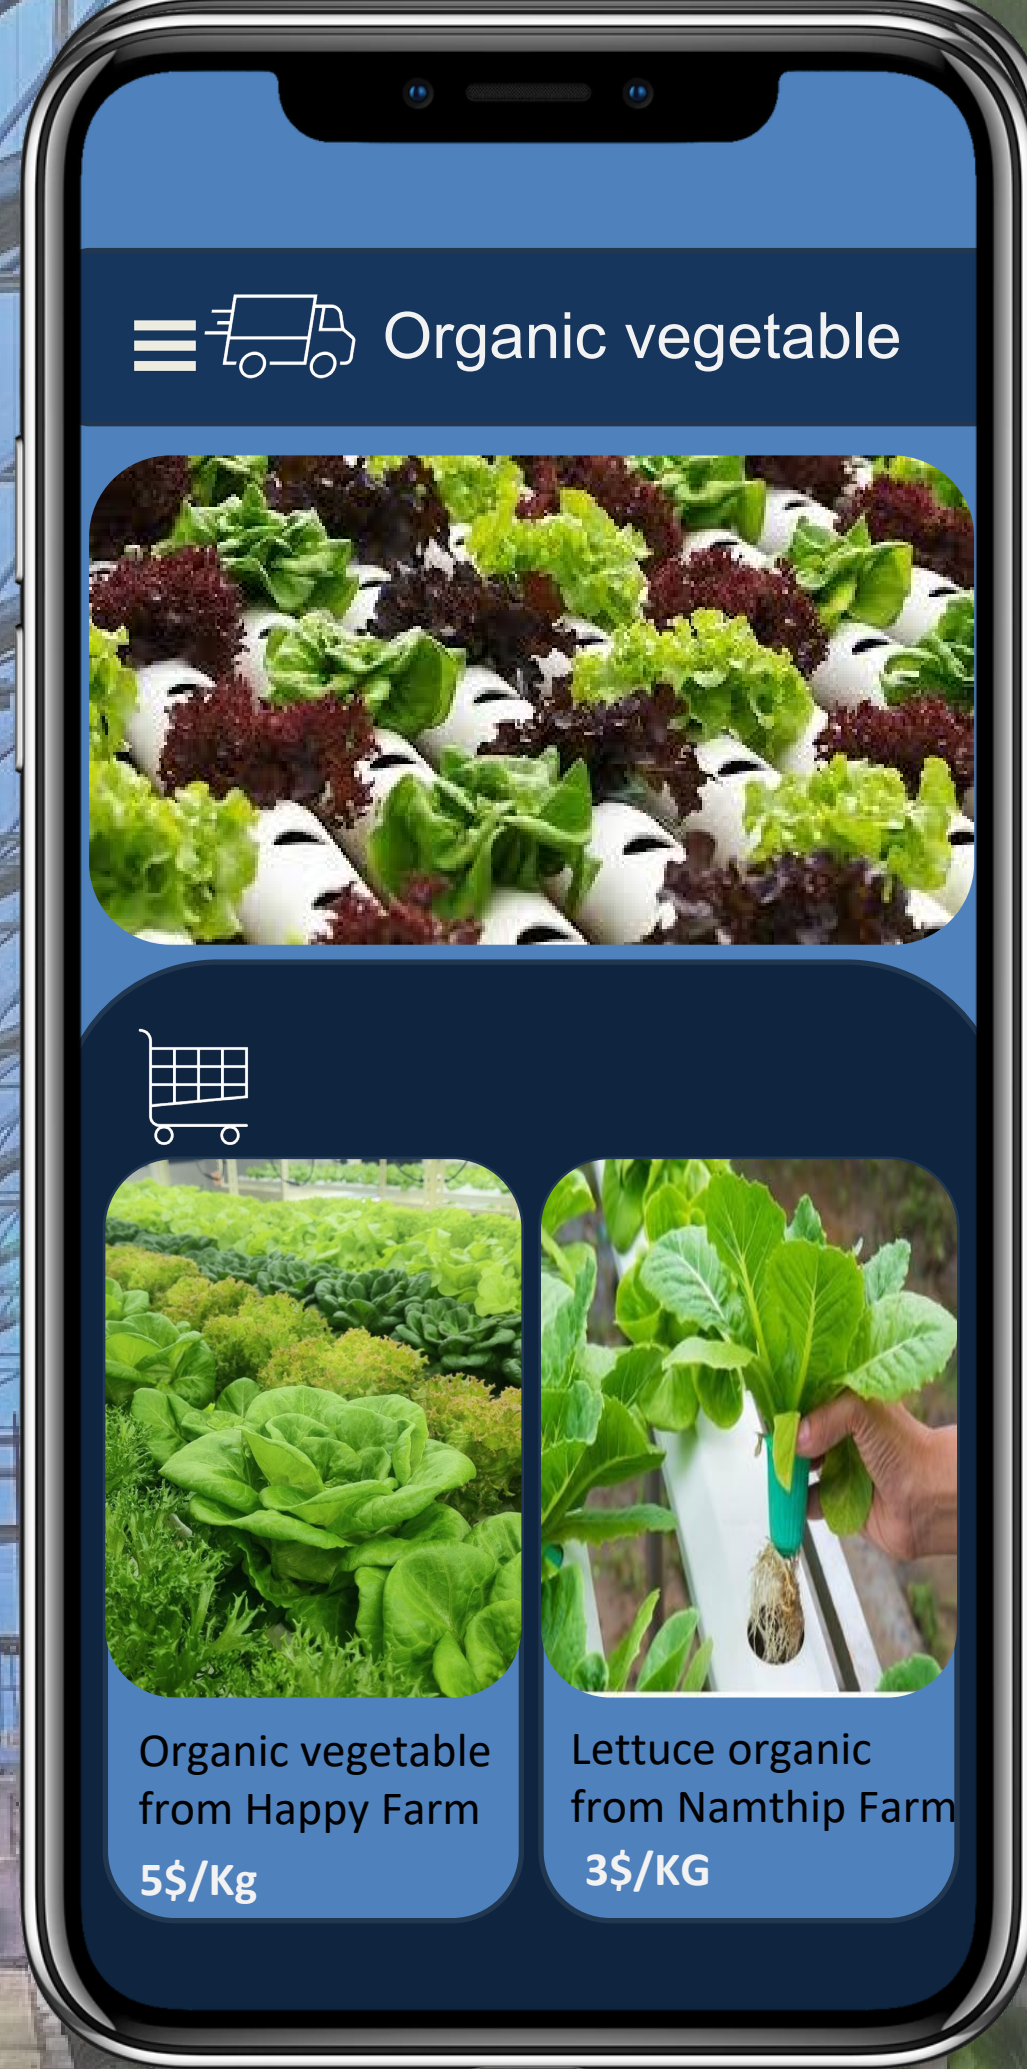 Organic vegetable
Organic vegetable
from Happy Farm
5$/Kg
Lettuce organic
from Namthip Farm
3$/KG